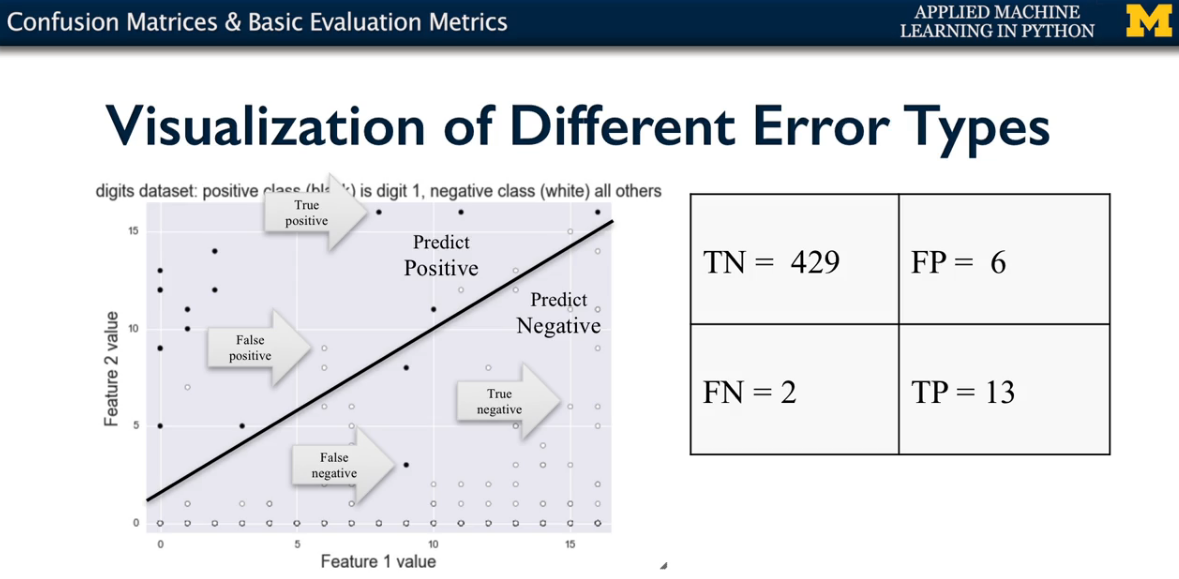 Confusion Matrices & Basic Evaluation Metrics
APPLIED MACHINE
LEARNING IN PYTHON
M
Visualization of Different Error Types
digits dataset: positive class (black) is digit 1, negative class (white) all others
True
positive
Predict
Positive
Predict
Negative
False
positive
True
negative
False
negative
15
10
5
0
0
5
10
15
Feature 2 value
Feature 1 value
TN = 429
FP = 6
FN = 2
TP = 13